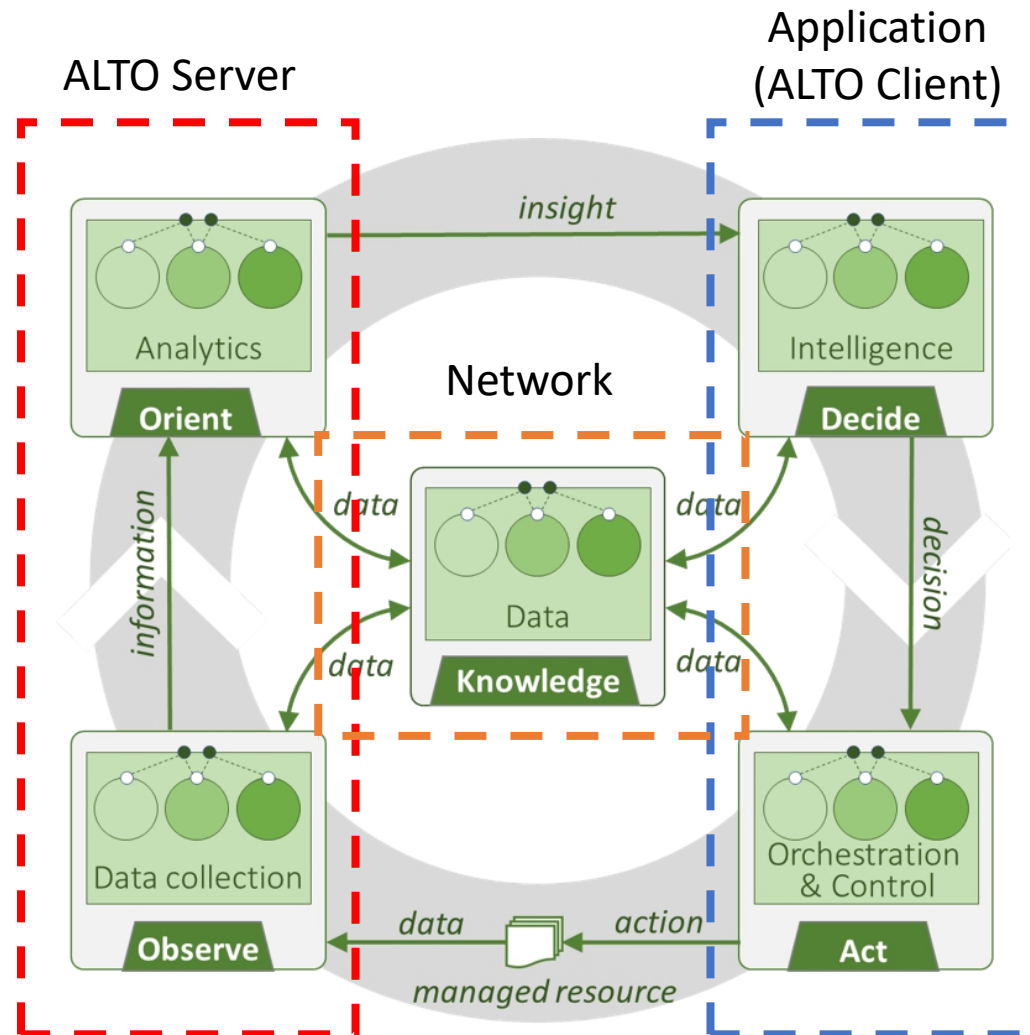 ALTO Server
Application
(ALTO Client)
insight
Analytics
Orient
Intelligence
Decide
Network
data
data
Data
Knowledge
data
data
information
decision
Data collection
Observe
Orchestration
& Control
Act
data
action
managed resource